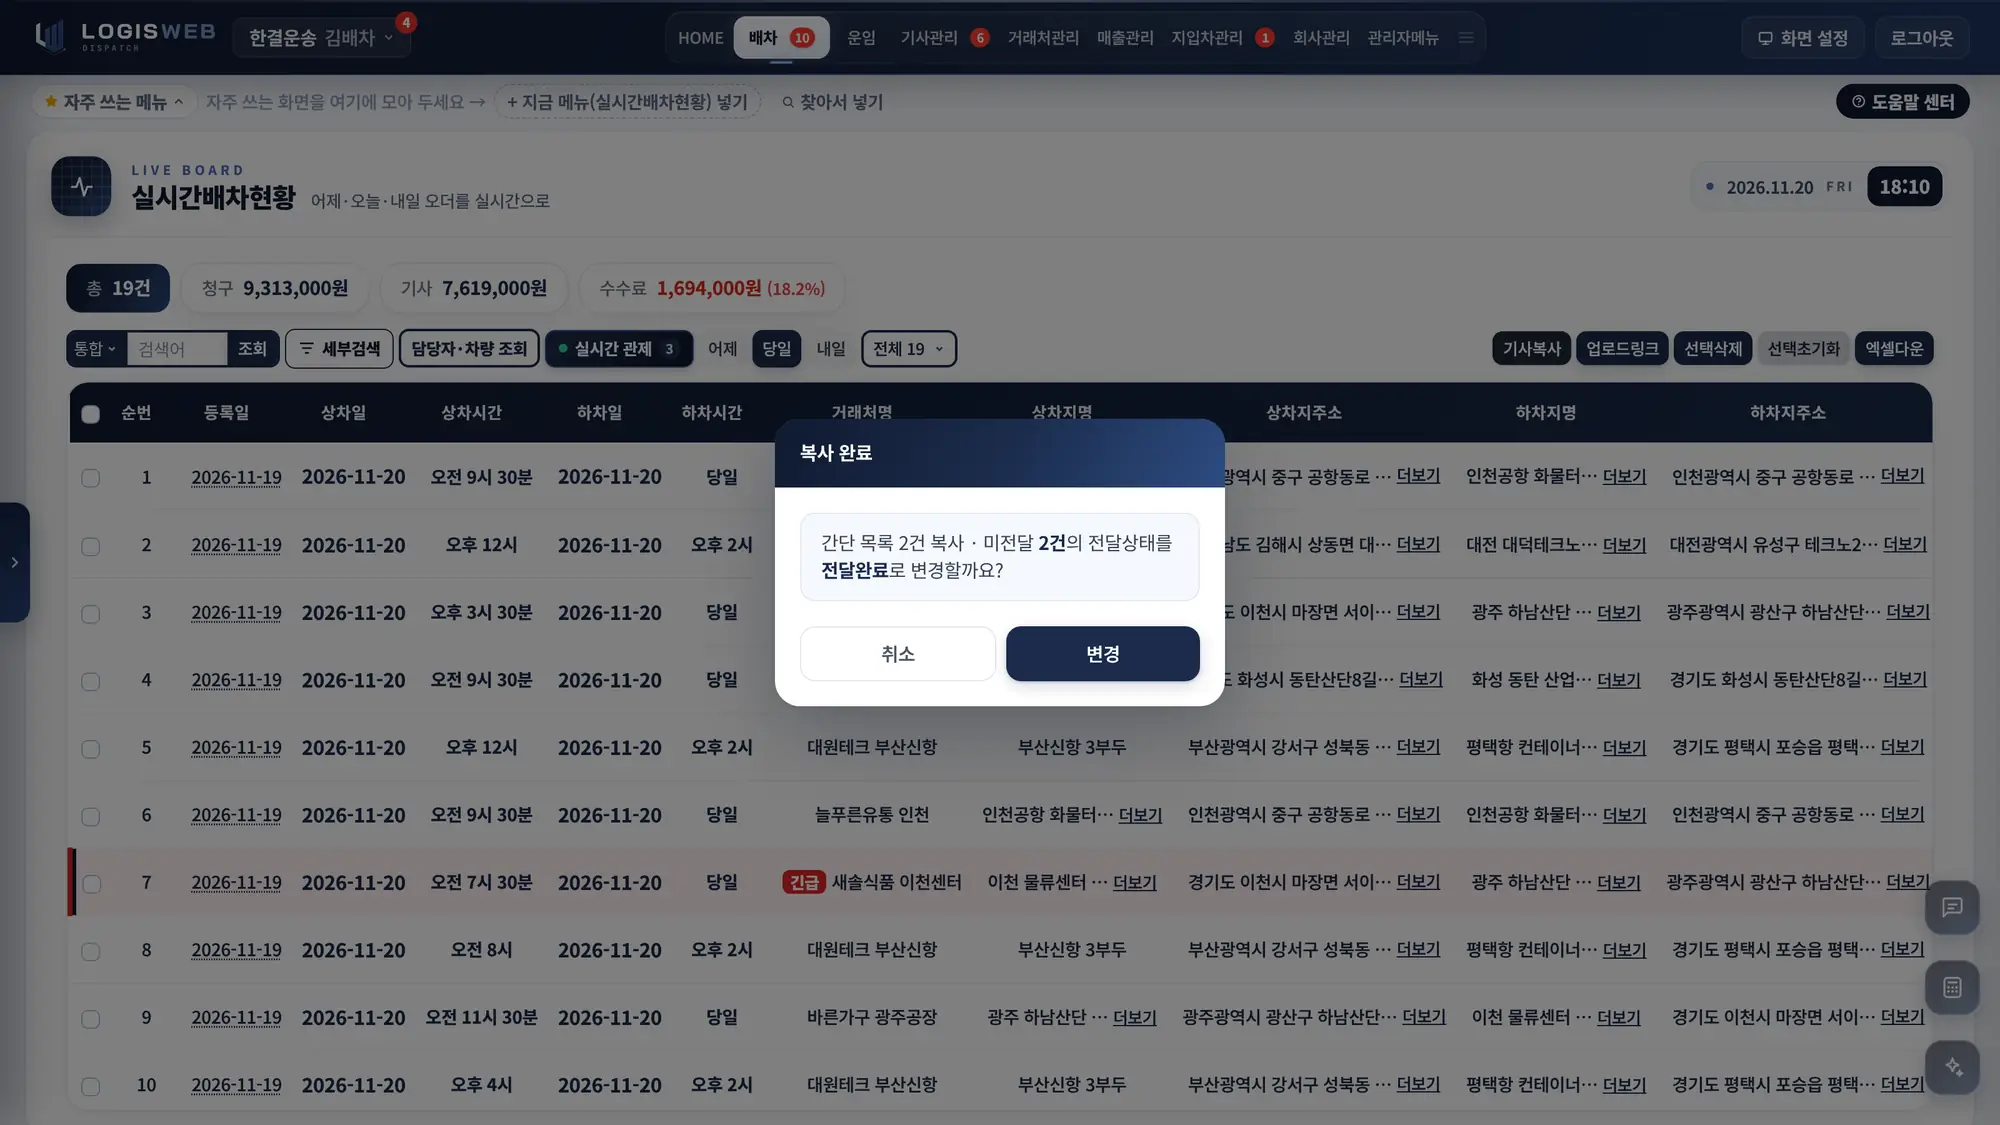 LOGISWEB
DISPATCH
한결운송 김배차 4
HOME 배차 10 운임 기사관리 6 거래처관리 매출관리 지입차관리 1 회사관리 관리자메뉴
화면 설정 로그아웃
자주 쓰는 메뉴 자주 쓰는 화면을 여기에 모아 두세요 → + 지금 메뉴(실시간배차현황) 넣기 찾아서 넣기
도움말 센터
LIVE BOARD
실시간배차현황 어제·오늘·내일 오더를 실시간으로
2026.11.20 FRI 18:10
총 19건 청구 9,313,000원 기사 7,619,000원 수수료 1,694,000원 (18.2%)
통합 검색어 조회 세부검색 담당자·차량 조회 실시간 관제 3 어제 당일 내일 전체 19
기사복사 업로드링크 선택삭제 선택초기화 엑셀다운
순번 등록일 상차일 상차시간 하차일 하차시간 거래처명 상차지명 상차지주소 하차지명 하차지주소
1 2026-11-19 2026-11-20 오전 9시 30분 2026-11-20 당일 광역시 중구 공항동로 … 더보기 인천공항 화물터… 더보기 인천광역시 중구 공항동로 … 더보기
2 2026-11-19 2026-11-20 오후 12시 2026-11-20 오후 2시 남도 김해시 상동면 대… 더보기 대전 대덕테크노… 더보기 대전광역시 유성구 테크노2… 더보기
3 2026-11-19 2026-11-20 오후 3시 30분 2026-11-20 당일 도 이천시 마장면 서이… 더보기 광주 하남산단 … 더보기 광주광역시 광산구 하남산단… 더보기
4 2026-11-19 2026-11-20 오전 9시 30분 2026-11-20 당일 도 화성시 동탄산단8길… 더보기 화성 동탄 산업… 더보기 경기도 화성시 동탄산단8길… 더보기
5 2026-11-19 2026-11-20 오후 12시 2026-11-20 오후 2시 대원테크 부산신항 부산신항 3부두 부산광역시 강서구 성북동 … 더보기 평택항 컨테이너… 더보기 경기도 평택시 포승읍 평택… 더보기
6 2026-11-19 2026-11-20 오전 9시 30분 2026-11-20 당일 늘푸른유통 인천 인천공항 화물터… 더보기 인천광역시 중구 공항동로 … 더보기 인천공항 화물터… 더보기 인천광역시 중구 공항동로 … 더보기
7 2026-11-19 2026-11-20 오전 7시 30분 2026-11-20 당일 긴급 새솔식품 이천센터 이천 물류센터 … 더보기 경기도 이천시 마장면 서이… 더보기 광주 하남산단 … 더보기 광주광역시 광산구 하남산단… 더보기
8 2026-11-19 2026-11-20 오전 8시 2026-11-20 오후 2시 대원테크 부산신항 부산신항 3부두 부산광역시 강서구 성북동 … 더보기 평택항 컨테이너… 더보기 경기도 평택시 포승읍 평택… 더보기
9 2026-11-19 2026-11-20 오전 11시 30분 2026-11-20 당일 바른가구 광주공장 광주 하남산단 … 더보기 광주광역시 광산구 하남산단… 더보기 이천 물류센터 … 더보기 경기도 이천시 마장면 서이… 더보기
10 2026-11-19 2026-11-20 오후 4시 2026-11-20 오후 2시 대원테크 부산신항 부산신항 3부두 부산광역시 강서구 성북동 … 더보기 평택항 컨테이너… 더보기 경기도 평택시 포승읍 평택… 더보기
복사 완료
간단 목록 2건 복사 · 미전달 2건의 전달상태를
전달완료로 변경할까요?
취소 변경